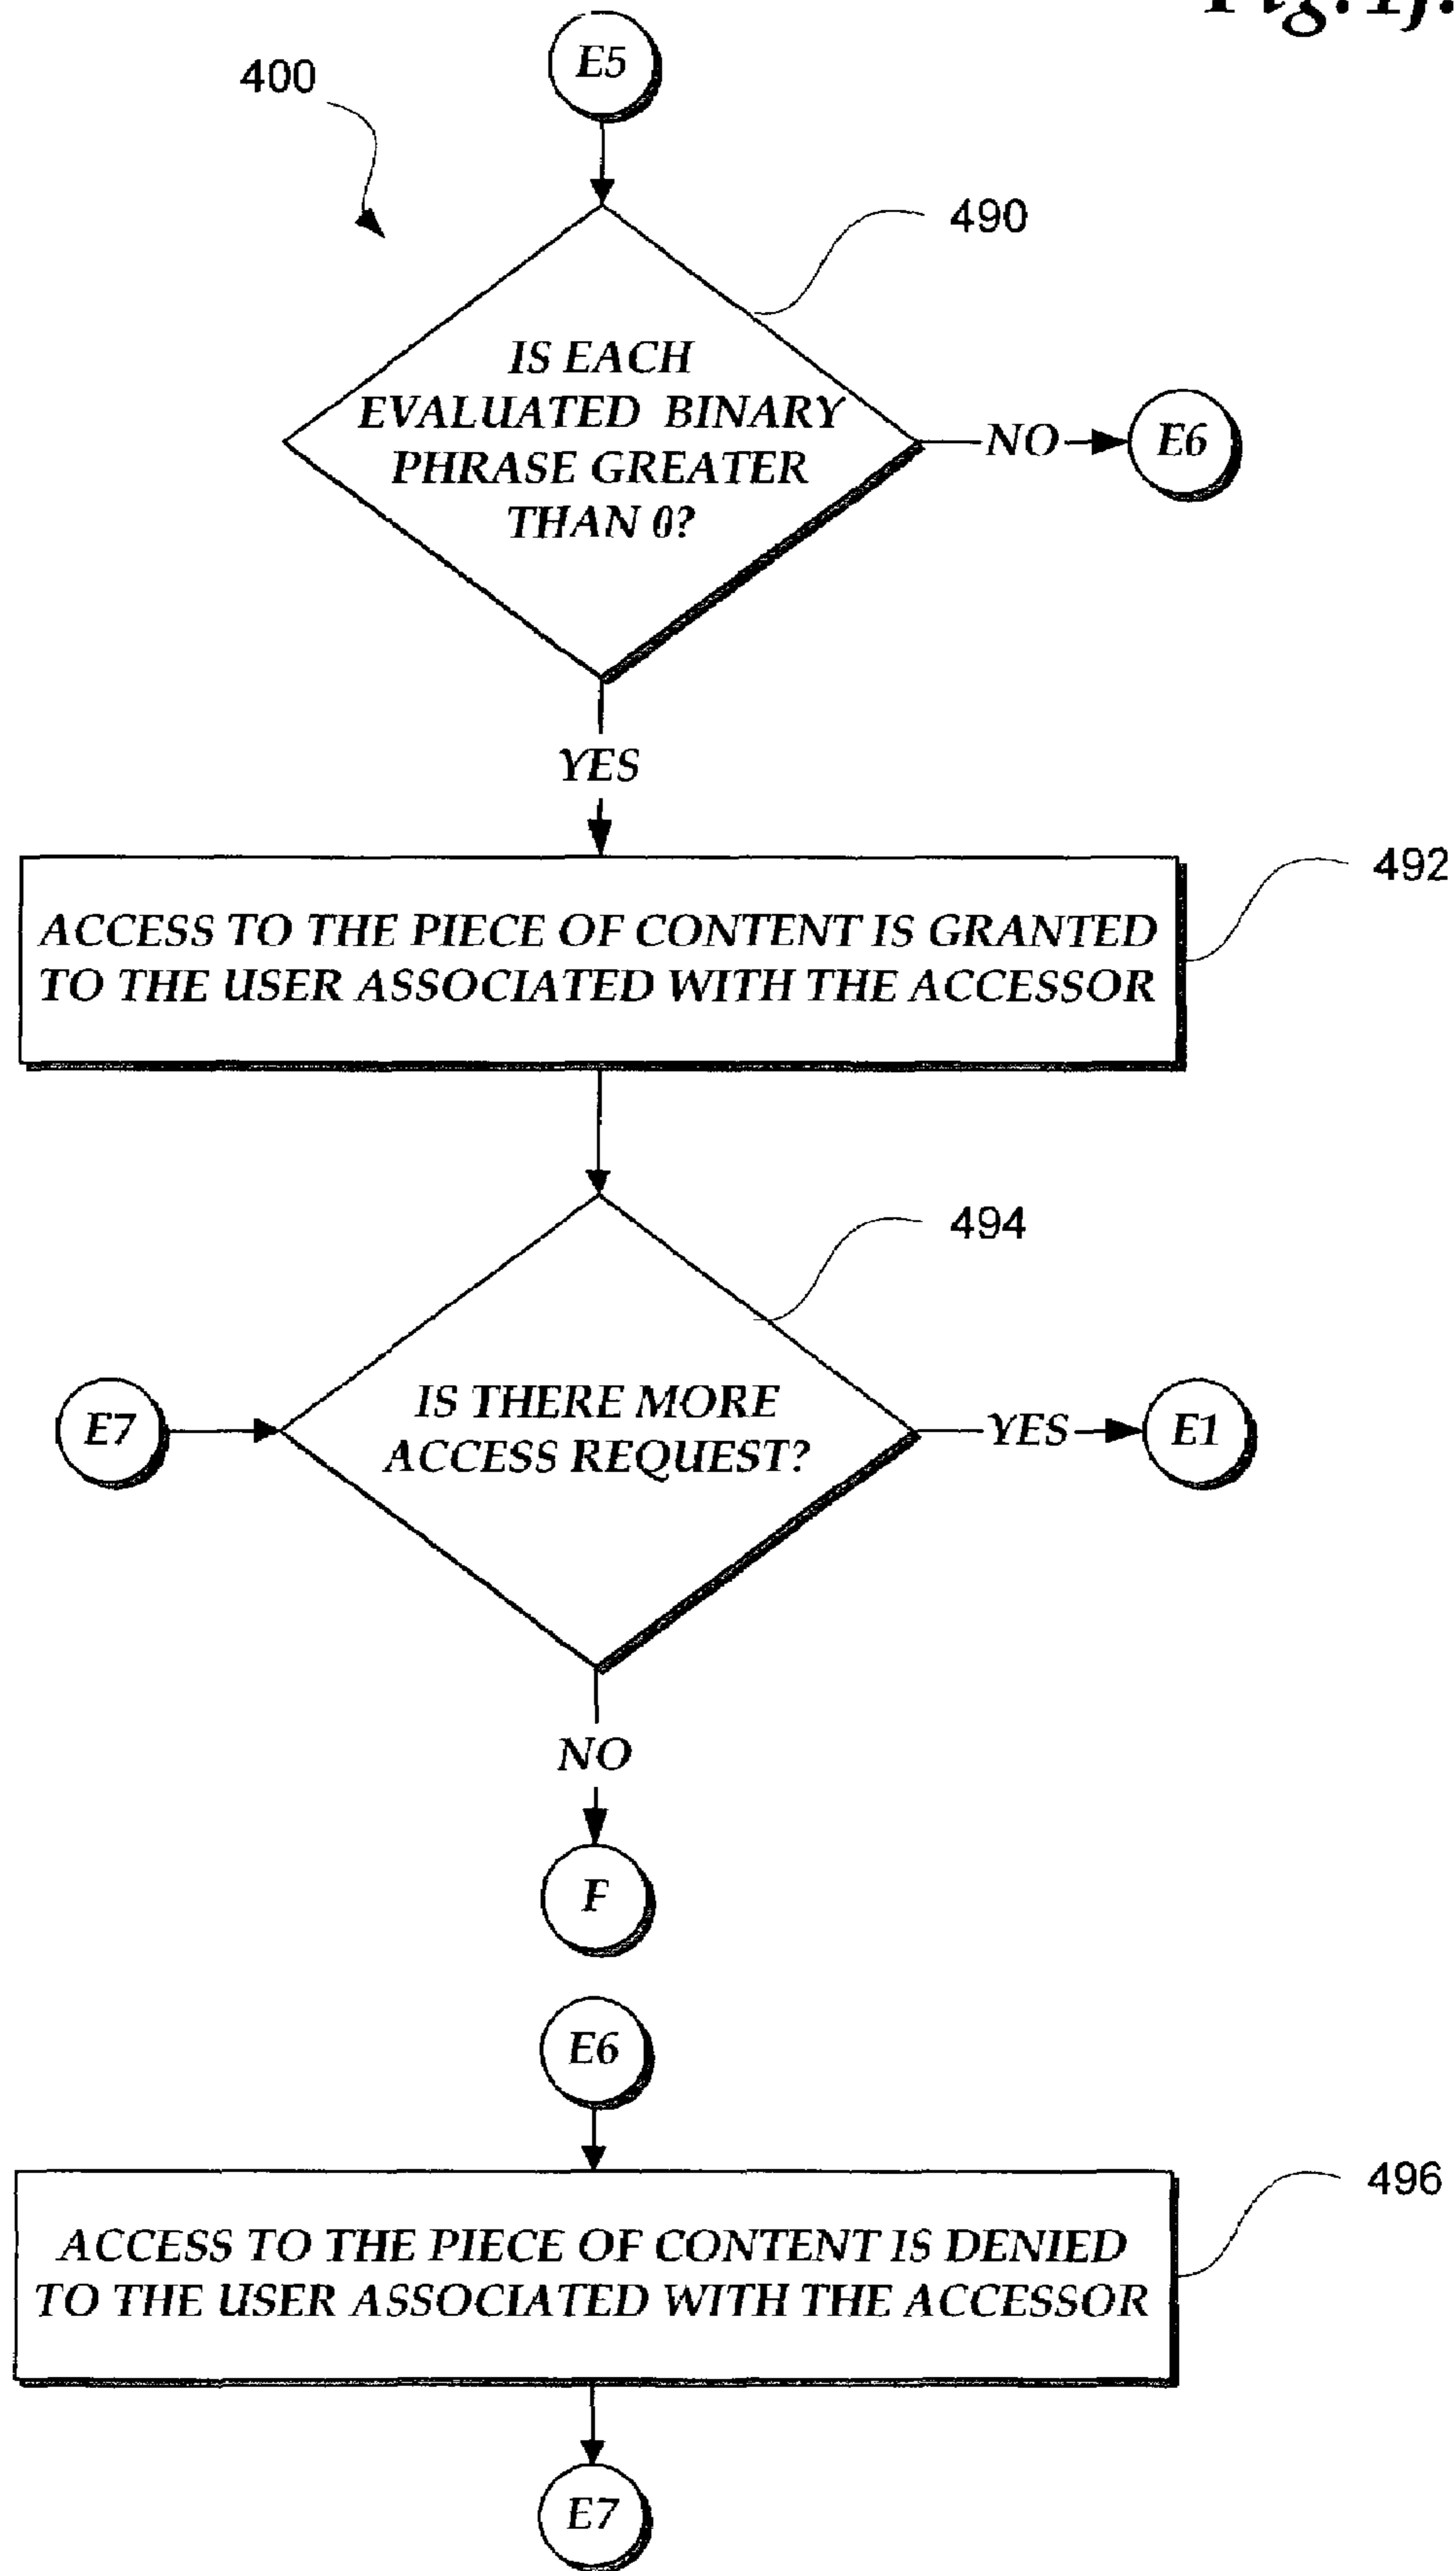 E5
400
490
IS EACH
EVALUATED BINARY
PHRASE GREATER
THAN 0?
NO
E6
YES
492
ACCESS TO THE PIECE OF CONTENT IS GRANTED
TO THE USER ASSOCIATED WITH THE ACCESSOR
494
E7
IS THERE MORE
ACCESS REQUEST?
YES
E1
NO
F
E6
496
ACCESS TO THE PIECE OF CONTENT IS DENIED
TO THE USER ASSOCIATED WITH THE ACCESSOR
E7